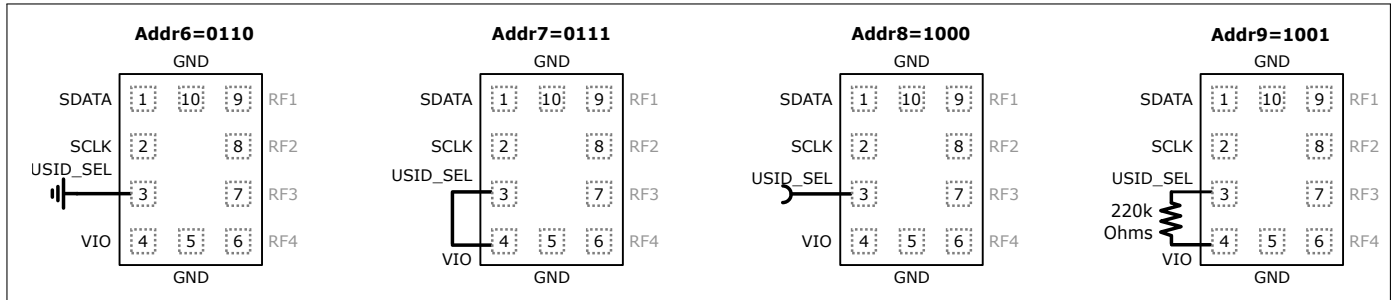 Addr6=0110
GND
SDATA 1 10 9 RF1
SCLK 2 8 RF2
USID_SEL
3 7 RF3
VIO 4 5 6 RF4
GND
Addr7=0111
GND
SDATA 1 10 9 RF1
SCLK 2 8 RF2
USID_SEL
3 7 RF3
4 5 6 RF4
VIO
GND
Addr8=1000
GND
SDATA 1 10 9 RF1
SCLK 2 8 RF2
USID_SEL
3 7 RF3
VIO 4 5 6 RF4
GND
Addr9=1001
GND
SDATA 1 10 9 RF1
SCLK 2 8 RF2
USID_SEL
3 7 RF3
220k
Ohms
4 5 6 RF4
VIO
GND